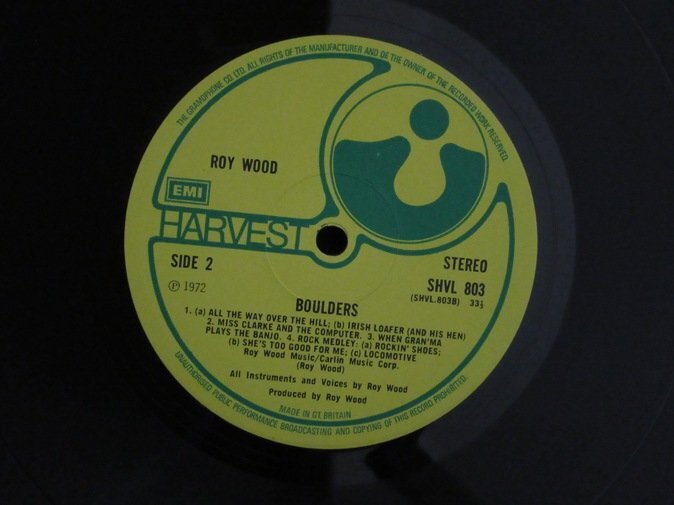 THE GRAMOPHONE CO. LTD. ALL RIGHTS OF THE MANUFACTURER AND OF THE OWNER OF THE RECORDED WORK RESERVED.
ROY WOOD
EMI
HARVEST
SIDE 2
STEREO
SHVL 803
(SHVL.803B) 33⅓
Ⓟ 1972
BOULDERS
1. (a) ALL THE WAY OVER THE HILL; (b) IRISH LOAFER (AND HIS HEN)
2. MISS CLARKE AND THE COMPUTER. 3. WHEN GRAN'MA
PLAYS THE BANJO. 4. ROCK MEDLEY: (a) ROCKIN' SHOES;
(b) SHE'S TOO GOOD FOR ME; (c) LOCOMOTIVE
Roy Wood Music/Carlin Music Corp.
(Roy Wood)
All Instruments and Voices by Roy Wood
Produced by Roy Wood
MADE IN GT. BRITAIN
UNAUTHORISED PUBLIC PERFORMANCE BROADCASTING AND COPYING OF THIS RECORD PROHIBITED.